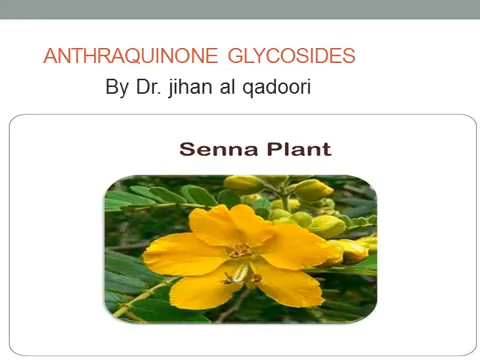 ANTHRAQUINONE GLYCOSIDES
By Dr. jihan al qadoori
Senna Plant